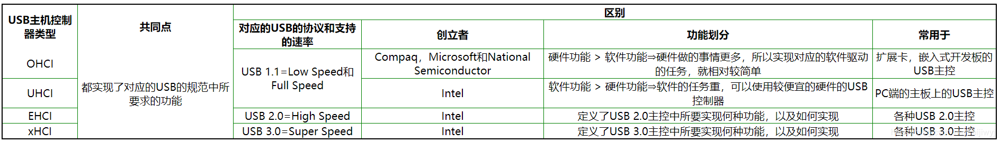 USB主机控制
器类型
共同点
区别
对应的USB的协议和支持
的速率
创立者
功能划分
常用于
OHCI
都实现了对应的USB的规范中所
要求的功能
USB 1.1=Low Speed和
Full Speed
Compaq，Microsoft和National
Semiconductor
硬件功能 > 软件功能⇒硬件做的事情更多，所以实现对应的软件驱动
的任务，就相对较简单
扩展卡，嵌入式开发板的
USB主控
UHCI
Intel
软件功能 > 硬件功能⇒软件的任务重，可以使用较便宜的硬件的USB
控制器
PC端的主板上的USB主控
EHCI
USB 2.0=High Speed
Intel
定义了USB 2.0主控中所要实现何种功能，以及如何实现
各种USB 2.0主控
xHCI
USB 3.0=Super Speed
Intel
定义了USB 3.0主控中所要实现何种功能，以及如何实现
各种USB 3.0主控